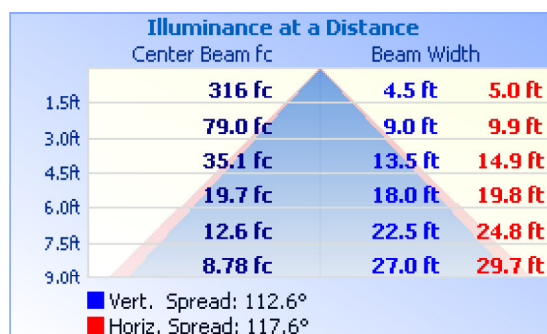 Illuminance at a Distance
Center Beam fc Beam Width
1.5ft 316 fc 4.5 ft 5.0 ft
3.0ft 79.0 fc 9.0 ft 9.9 ft
4.5ft 35.1 fc 13.5 ft 14.9 ft
6.0ft 19.7 fc 18.0 ft 19.8 ft
7.5ft 12.6 fc 22.5 ft 24.8 ft
9.0ft 8.78 fc 27.0 ft 29.7 ft
Vert. Spread: 112.6°
Horiz. Spread: 117.6°